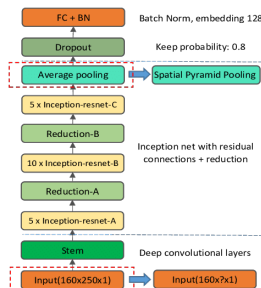 FC + BN
Batch Norm, embedding 128
Dropout
Keep probability: 0.8
Average pooling
Spatial Pyramid Pooling
5 x Inception-resnet-C
Reduction-B
Inception net with residual
connections + reduction
10 x Inception-resnet-B
Reduction-A
5 x Inception-resnet-A
Stem
Deep convolutional layers
Input(160x250x1)
Input(160x?x1)